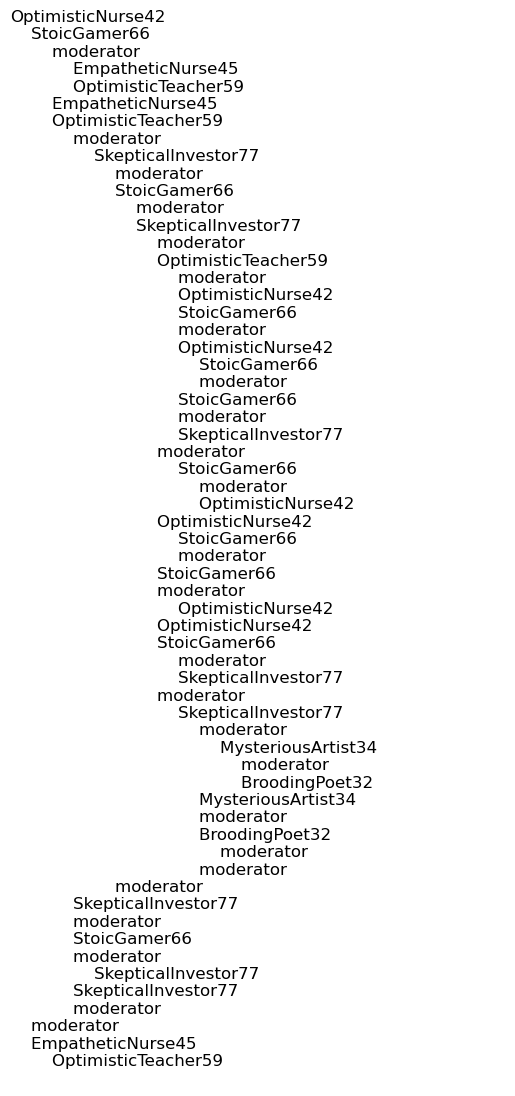 OptimisticNurse42
StoicGamer66
moderator
EmpatheticNurse45
OptimisticTeacher59
EmpatheticNurse45
OptimisticTeacher59
moderator
SkepticalInvestor77
moderator
StoicGamer66
moderator
SkepticalInvestor77
moderator
OptimisticTeacher59
moderator
OptimisticNurse42
StoicGamer66
moderator
OptimisticNurse42
StoicGamer66
moderator
StoicGamer66
moderator
SkepticalInvestor77
moderator
StoicGamer66
moderator
OptimisticNurse42
OptimisticNurse42
StoicGamer66
moderator
StoicGamer66
moderator
OptimisticNurse42
OptimisticNurse42
StoicGamer66
moderator
SkepticalInvestor77
moderator
SkepticalInvestor77
moderator
MysteriousArtist34
moderator
BroodingPoet32
MysteriousArtist34
moderator
BroodingPoet32
moderator
moderator
moderator
SkepticalInvestor77
moderator
StoicGamer66
moderator
SkepticalInvestor77
SkepticalInvestor77
moderator
moderator
EmpatheticNurse45
OptimisticTeacher59